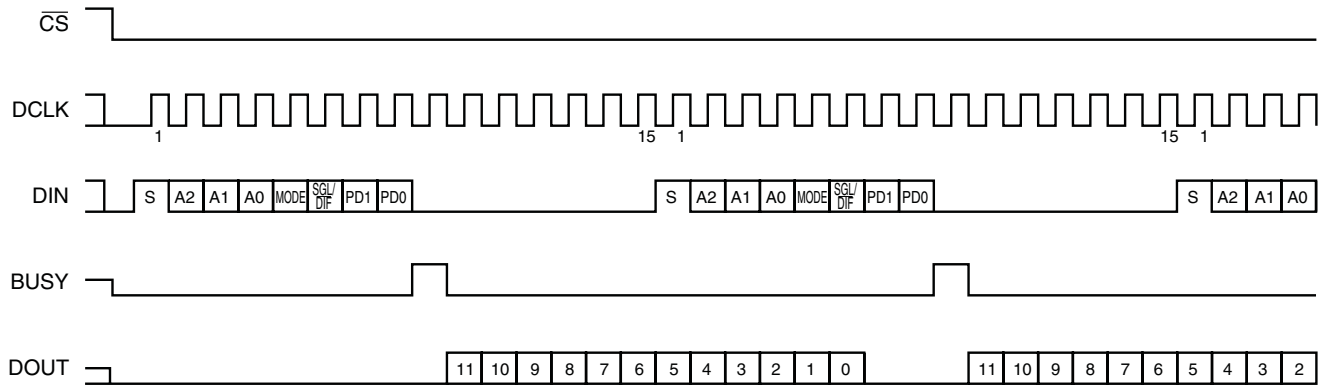 CS
DCLK
1 15 1 15 1
DIN
S A2 A1 A0 MODE SGL/DIF PD1 PD0 S A2 A1 A0 MODE SGL/DIF PD1 PD0 S A2 A1 A0
BUSY
DOUT
11 10 9 8 7 6 5 4 3 2 1 0 11 10 9 8 7 6 5 4 3 2